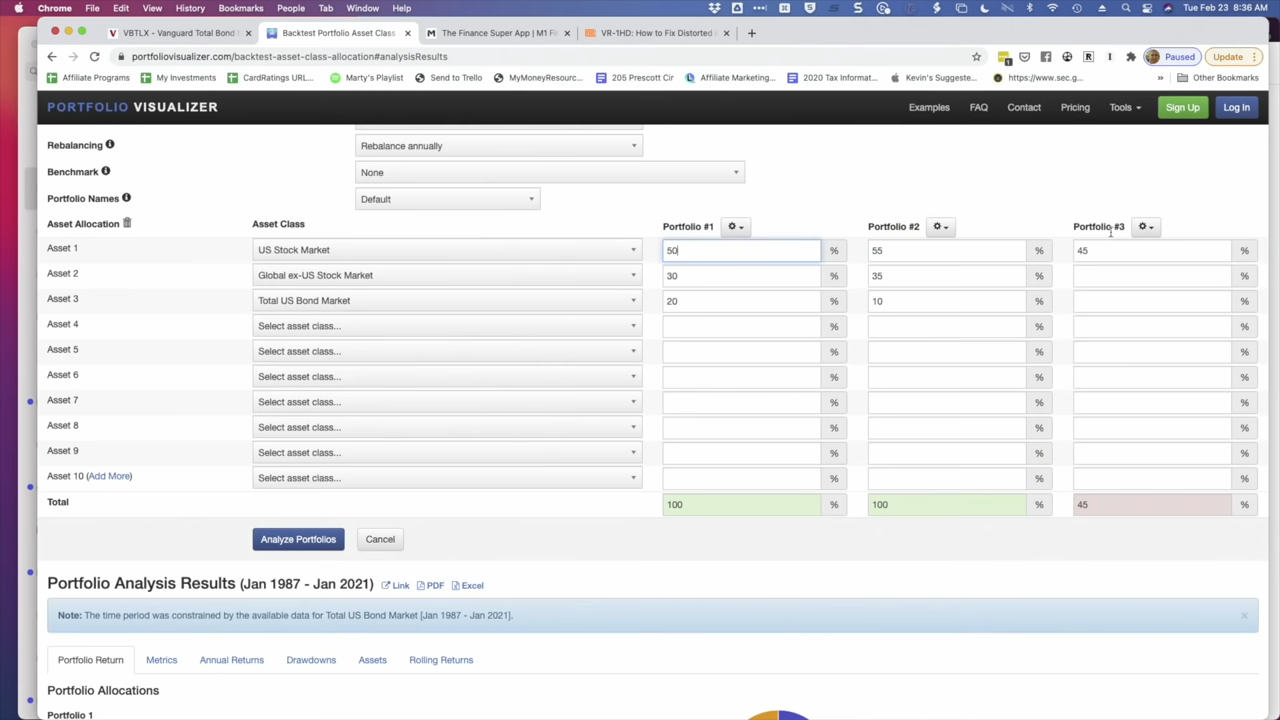 Chrome File Edit View History Bookmarks People Tab Window Help Tue Feb 23 8:36 AM
VBTLX - Vanguard Total Bond Backtest Portfolio Asset Class The Finance Super App | M1 Fi VR-1HD: How to Fix Distorted
portfoliovisualizer.com/backtest-asset-class-allocation#analysisResults Paused Update
Affiliate Programs My Investments CardRatings URL... Marty's Playlist Send to Trello MyMoneyResourc... 205 Prescott Cir Affiliate Marketing... 2020 Tax Informat... Kevin's Suggeste... https://www.sec.g... » Other Bookmarks
PORTFOLIO VISUALIZER Examples FAQ Contact Pricing Tools Sign Up Log In
Rebalancing Rebalance annually
Benchmark None
Portfolio Names Default
Asset Allocation Asset Class Portfolio #1 Portfolio #2 Portfolio #3
Asset 1 US Stock Market 50 % 55 % 45 %
Asset 2 Global ex-US Stock Market 30 % 35 % %
Asset 3 Total US Bond Market 20 % 10 % %
Asset 4 Select asset class... % % %
Asset 5 Select asset class... % % %
Asset 6 Select asset class... % % %
Asset 7 Select asset class... % % %
Asset 8 Select asset class... % % %
Asset 9 Select asset class... % % %
Asset 10 (Add More) Select asset class... % % %
Total 100 % 100 % 45 %
Analyze Portfolios Cancel
Portfolio Analysis Results (Jan 1987 - Jan 2021) Link PDF Excel
Note: The time period was constrained by the available data for Total US Bond Market [Jan 1987 - Jan 2021]. ×
Portfolio Return Metrics Annual Returns Drawdowns Assets Rolling Returns
Portfolio Allocations
Portfolio 1